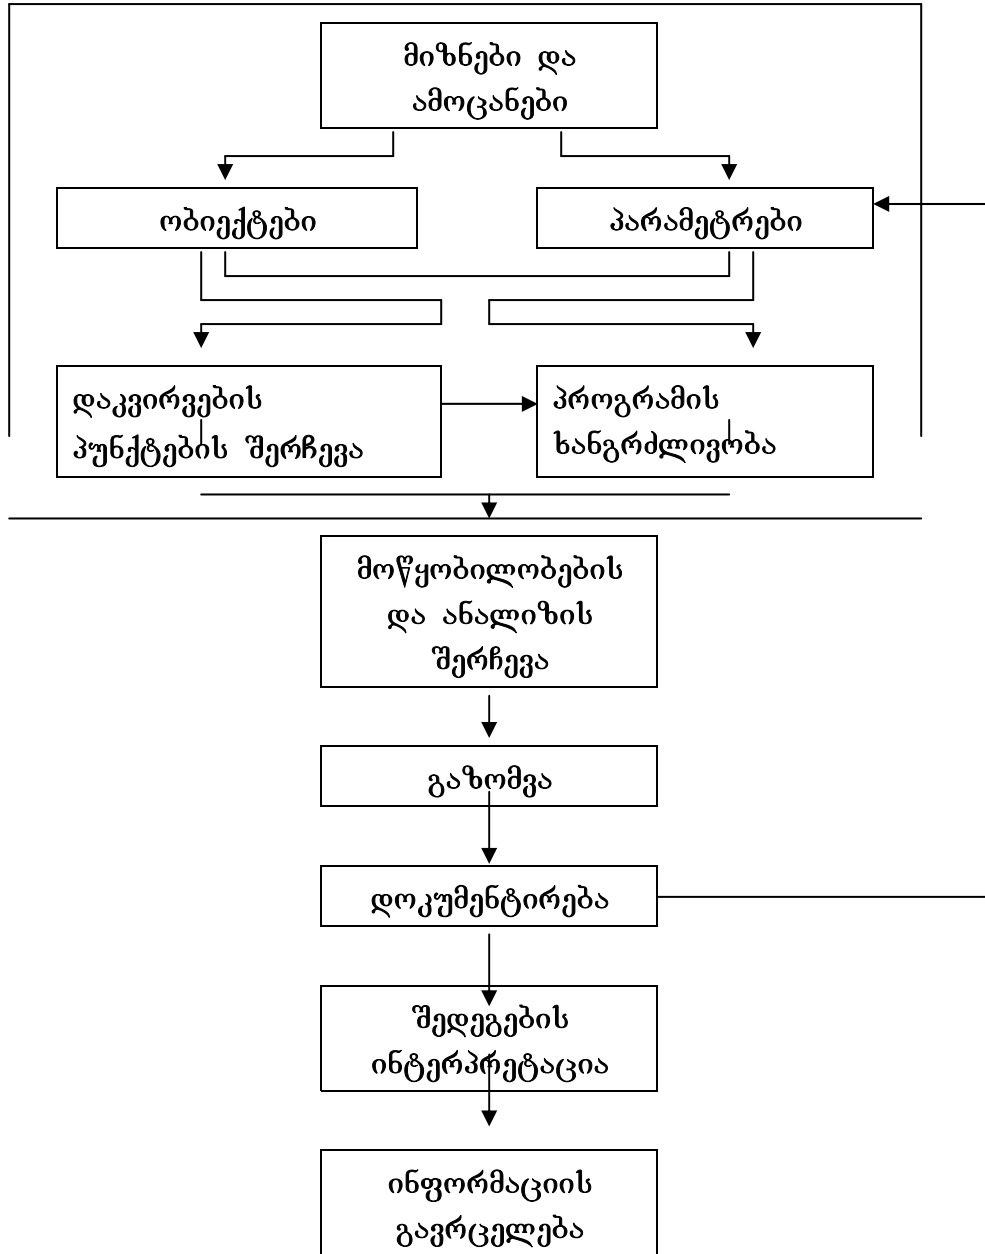 მიზნები და
ამოცანები
ობიექტები
პარამეტრები
დაკვირვების
პუნქტების შერჩევა
პროგრამის
ხანგრძლივობა
მოწყობილობების
და ანალიზის
შერჩევა
გაზომვა
დოკუმენტირება
შედეგების
ინტერპრეტაცია
ინფორმაციის
გავრცელება